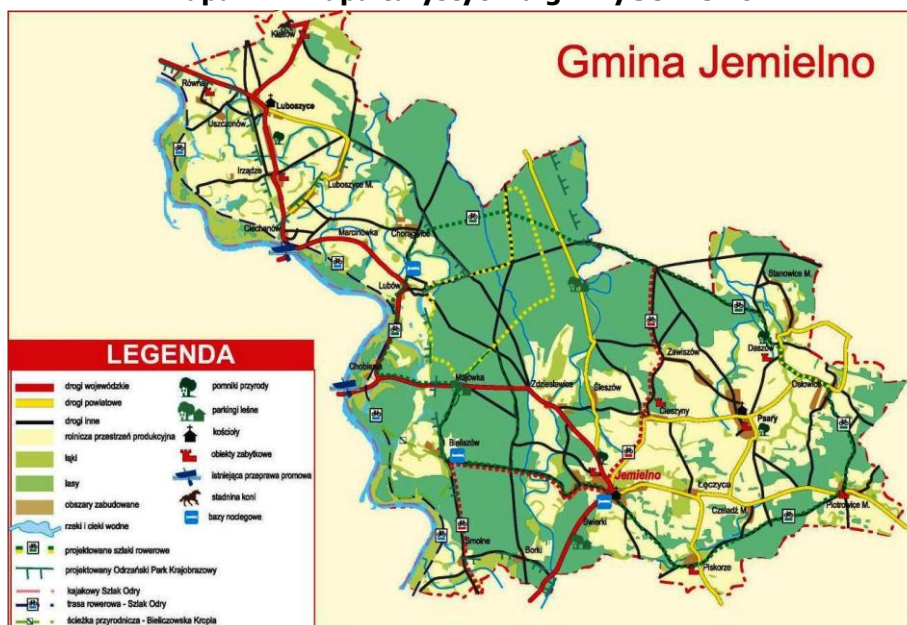 Gmina Jemielno
Kietlów
Równa
Luboszyce
Uszczonów
Irządze
Luboszyce M.
Ciechanów
Marcinówka
Chorągwice
Lubów
Stanowice M.
Daszów
Zawiszów
Osłowice
Chobienia
Majówka
Zdziesławice
Śleszów
Cieszyny
Psary
Bieliszów
Jemielno
Łęczyca
Czeladź M.
Piotrowice M.
Świerki
Smolne
Borki
Piskorze
LEGENDA
drogi wojewódzkie
drogi powiatowe
drogi inne
rolnicza przestrzeń produkcyjna
łąki
lasy
obszary zabudowane
rzeki i cieki wodne
projektowane szlaki rowerowe
projektowany Odrzański Park Krajobrazowy
kajakowy Szlak Odry
trasa rowerowa - Szlak Odry
ścieżka przyrodnicza - Bieliczowska Kropla
pomniki przyrody
parkingi leśne
kościoły
obiekty zabytkowe
istniejąca przeprawa promowa
stadnina koni
bazy noclegowe